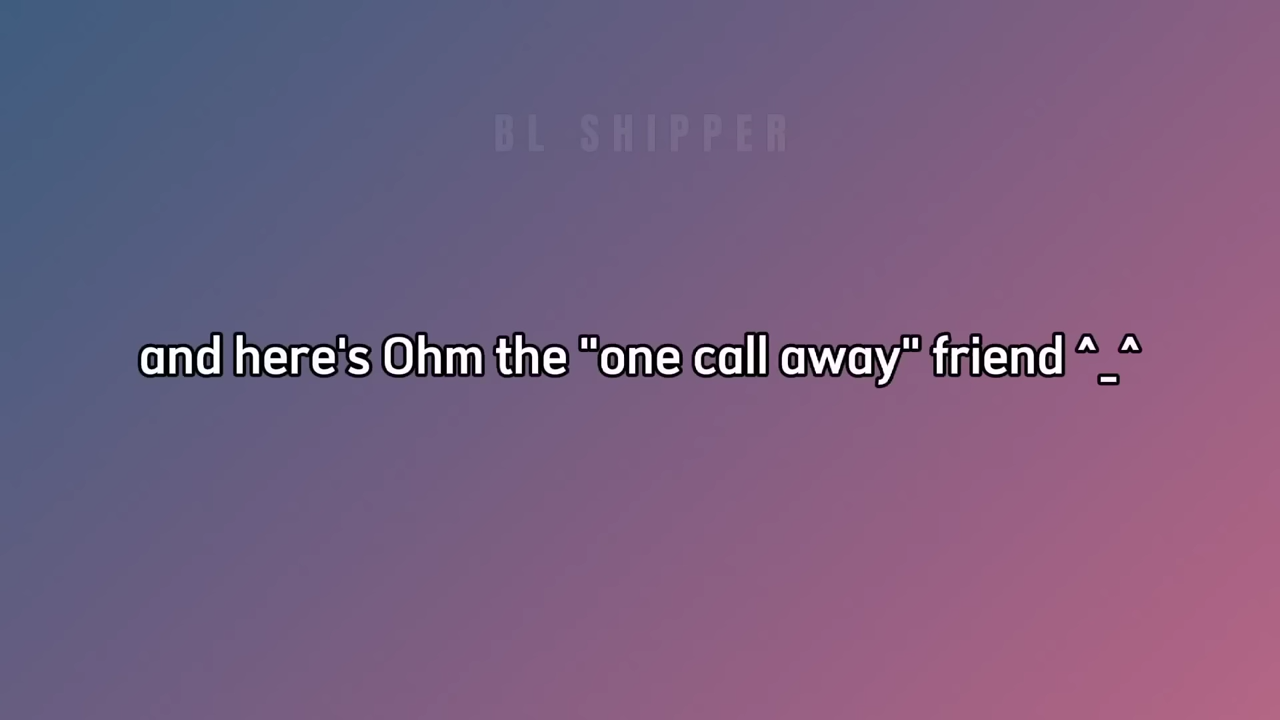 BL SHIPPER
and here's Ohm the "one call away" friend ^_^